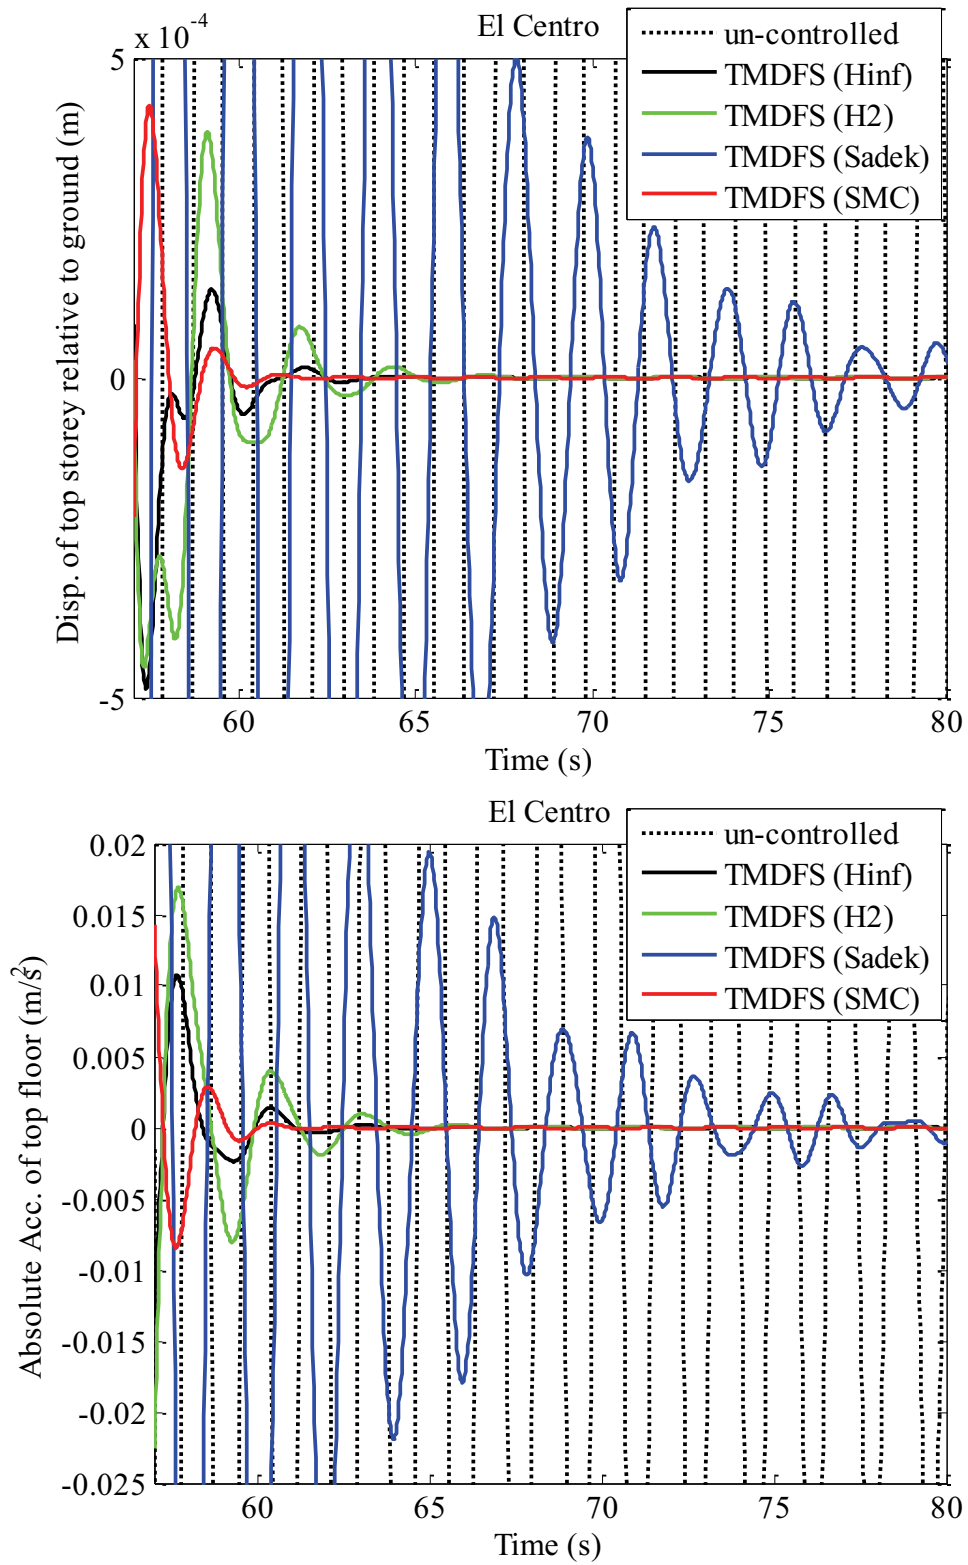 x 10^-4
El Centro
un-controlled
TMDFS (Hinf)
TMDFS (H2)
TMDFS (Sadek)
TMDFS (SMC)
5
0
-5
Disp. of top storey relative to ground (m)
60 65 70 75 80
Time (s)
El Centro
un-controlled
TMDFS (Hinf)
TMDFS (H2)
TMDFS (Sadek)
TMDFS (SMC)
0.02
0.015
0.01
0.005
0
-0.005
-0.01
-0.015
-0.02
-0.025
Absolute Acc. of top floor (m/s²)
60 65 70 75 80
Time (s)